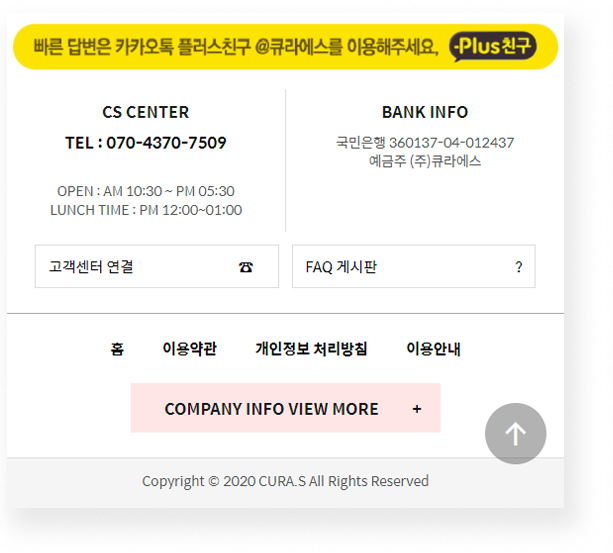 빠른 답변은 카카오톡 플러스친구 @큐라에스를 이용해주세요, Plus친구
CS CENTER
TEL : 070-4370-7509
OPEN : AM 10:30 ~ PM 05:30
LUNCH TIME : PM 12:00~01:00
BANK INFO
국민은행 360137-04-012437
예금주 (주)큐라에스
고객센터 연결 ☎
FAQ 게시판 ?
홈 이용약관 개인정보 처리방침 이용안내
COMPANY INFO VIEW MORE +
Copyright © 2020 CURA.S All Rights Reserved